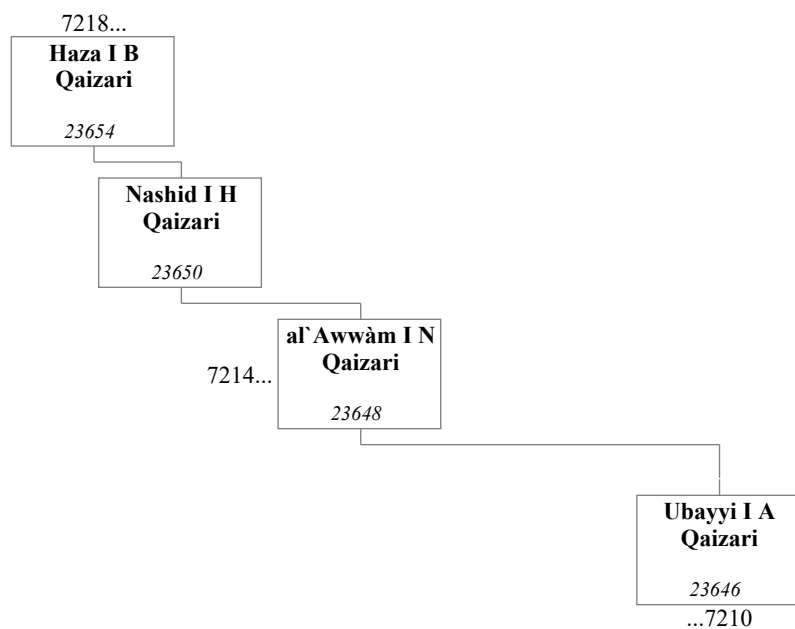 7218...
Haza I B
Qaizari
23654
Nashid I H
Qaizari
23650
al`Awwàm I N
Qaizari
7214...
23648
Ubayyi I A
Qaizari
23646
...7210